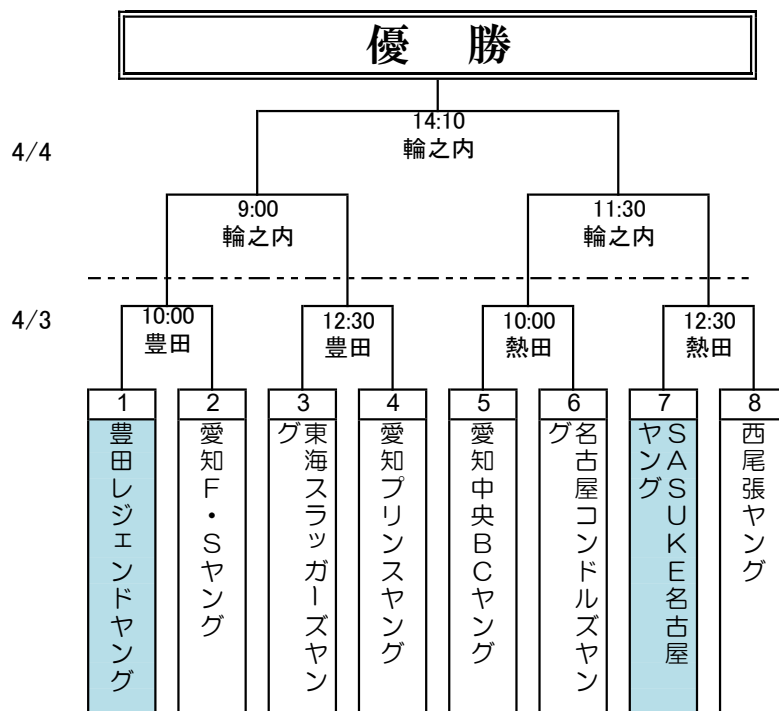 優 勝
14:10
輪之内
4/4
9:00
輪之内
11:30
輪之内
4/3
10:00
豊田
12:30
豊田
10:00
熱田
12:30
熱田
1
2
3
4
5
6
7
8
豊田レジェンドヤング
愛知F・Sヤング
東海スラッガーズヤン
グ
愛知プリンスヤング
愛知中央BCヤング
名古屋コンドルズヤン
グ
SASUKE名古屋
ヤング
西尾張ヤング